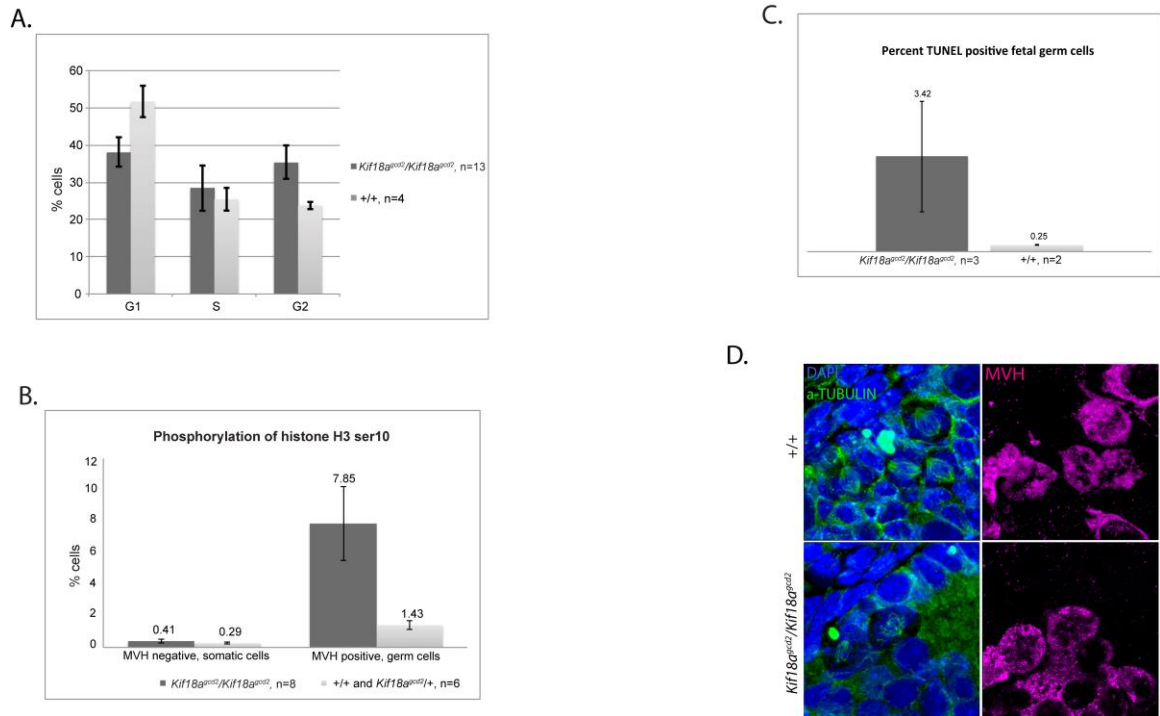 A.
60
50
40
30
20
10
0
% cells
G1 S G2
Kif18a^gcd2/Kif18a^gcd2, n=13
+/+, n=4
B.
Phosphorylation of histone H3 ser10
12
10
8
6
4
2
0
% cells
0.41 0.29 7.85 1.43
MVH negative, somatic cells MVH positive, germ cells
Kif18a^gcd2/Kif18a^gcd2, n=8 +/+ and Kif18a^gcd2/+, n=6
C.
Percent TUNEL positive fetal germ cells
3.42
0.25
Kif18a^gcd2/Kif18a^gcd2, n=3 +/+, n=2
D.
DAPI MVH
a-TUBULIN
+/+
Kif18a^gcd2/Kif18a^gcd2